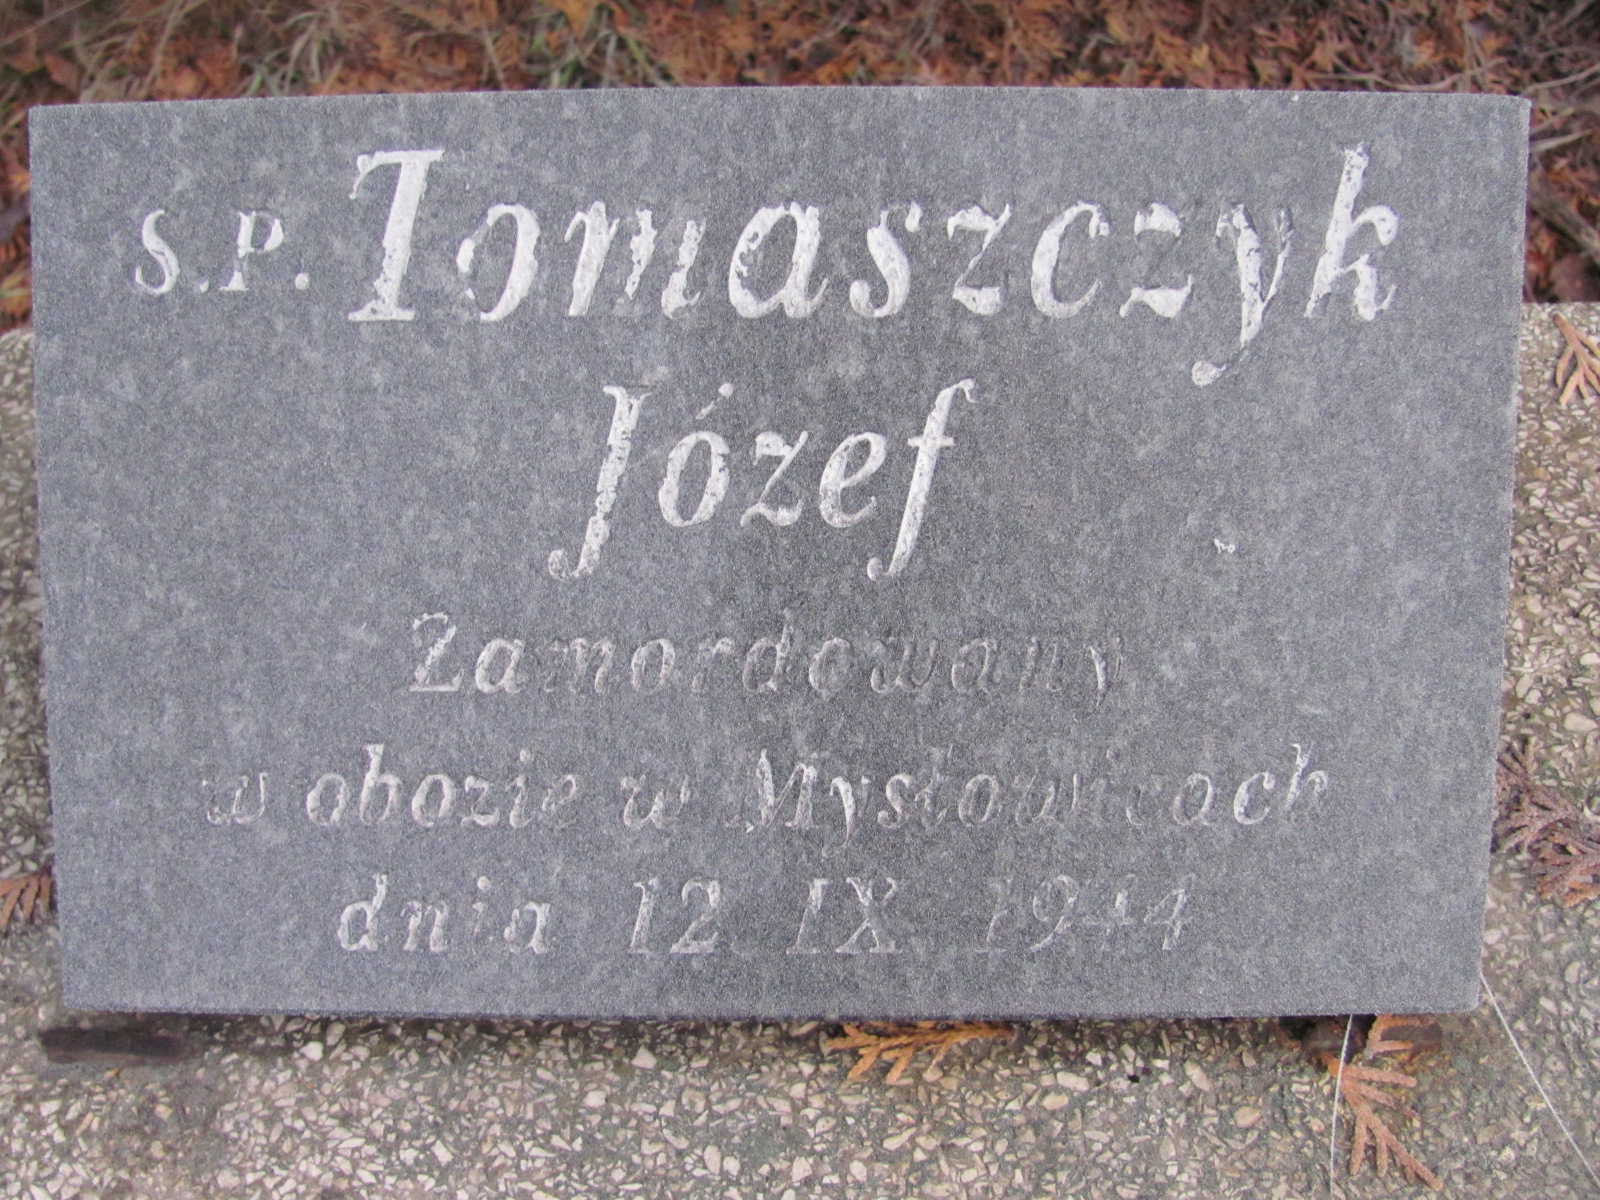 S.P. Tomaszczyk
Józef
Zamordowany
w obozie w Mysłowicach
dnia 12 IX 1944